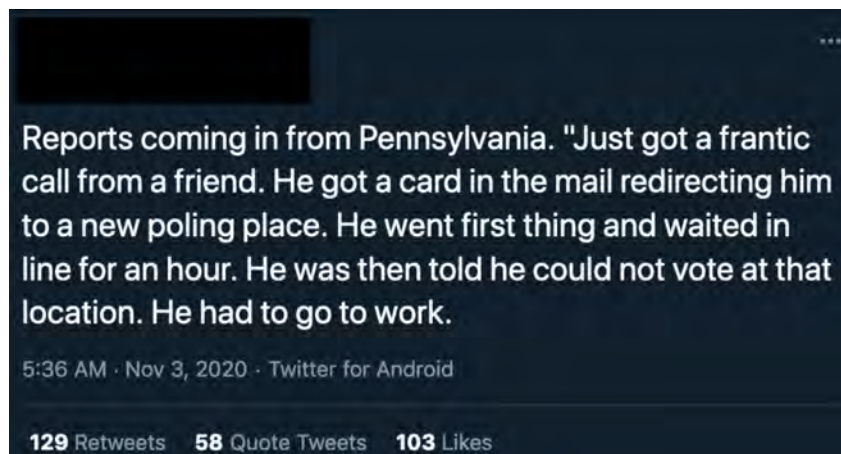 Reports coming in from Pennsylvania. "Just got a frantic
call from a friend. He got a card in the mail redirecting him
to a new poling place. He went first thing and waited in
line for an hour. He was then told he could not vote at that
location. He had to go to work.
5:36 AM · Nov 3, 2020 · Twitter for Android
129 Retweets 58 Quote Tweets 103 Likes